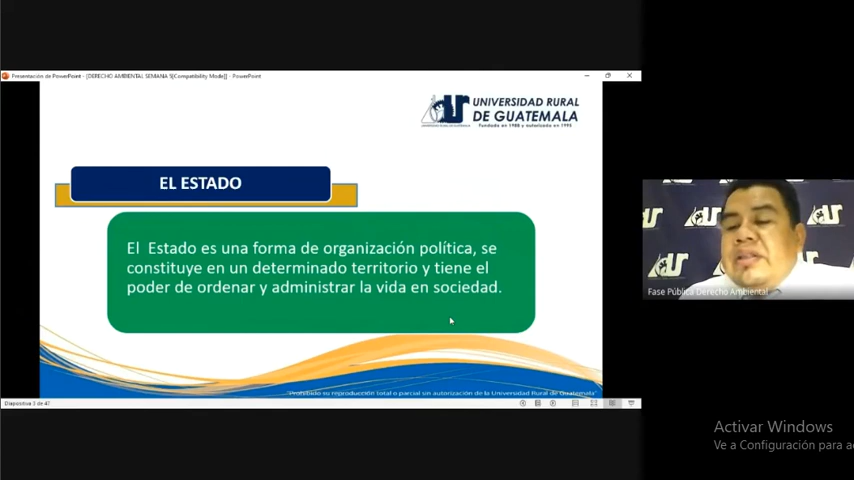 Presentación de PowerPoint - [DERECHO AMBIENTAL SEMANA 5[Compatibility Mode]] - PowerPoint
UNIVERSIDAD RURAL
DE GUATEMALA
Fundada en 1988 y autorizada en 1995
EL ESTADO
El Estado es una forma de organización política, se
constituye en un determinado territorio y tiene el
poder de ordenar y administrar la vida en sociedad.
Fase Pública Derecho Ambiental
"Prohibido su reproducción total o parcial sin autorización de la Universidad Rural de Guatemala"
Diapositiva 3 de 47
Activar Windows
Ve a Configuración para ac